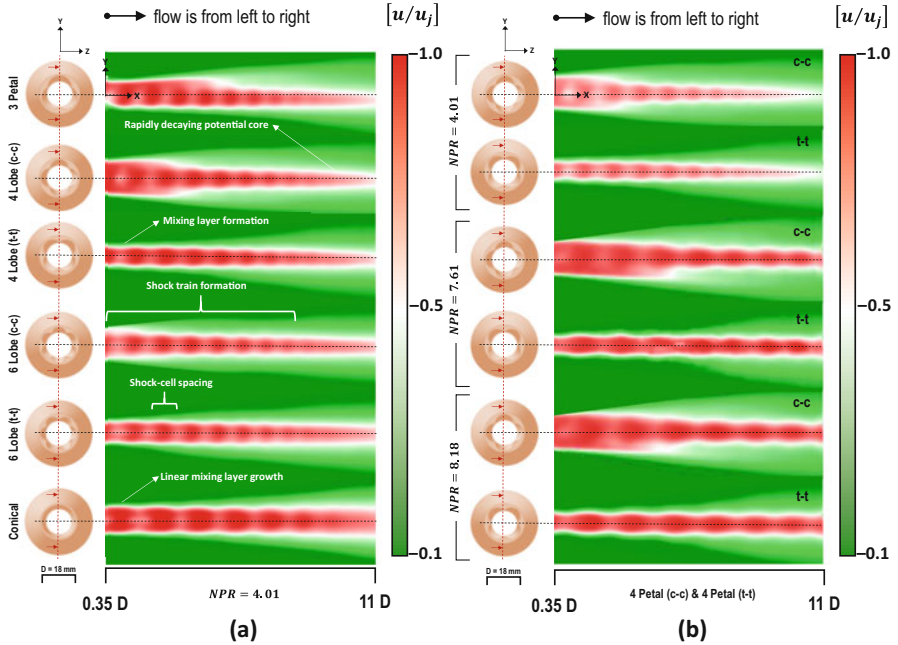 flow is from left to right
[u/u_j]
Y
Z
3 Petal
4 Lobe (c-c)
4 Lobe (t-t)
6 Lobe (c-c)
6 Lobe (t-t)
Conical
Y
X
Rapidly decaying potential core
Mixing layer formation
Shock train formation
Shock-cell spacing
Linear mixing layer growth
1.0
0.5
0.1
D = 18 mm
0.35 D
NPR = 4.01
11 D
(a)
flow is from left to right
[u/u_j]
Y
Z
NPR = 4.01
NPR = 7.61
NPR = 8.18
Y
X
c-c
t-t
c-c
t-t
c-c
t-t
1.0
0.5
0.1
D = 18 mm
0.35 D
4 Petal (c-c) & 4 Petal (t-t)
11 D
(b)